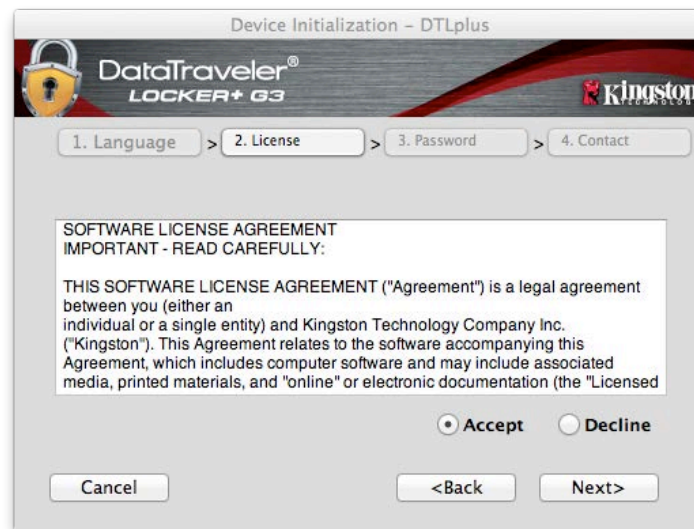 Device Initialization – DTLplus
DataTraveler®
LOCKER+ G3
Kingston
TECHNOLOGY
1. Language > 2. License > 3. Password > 4. Contact
SOFTWARE LICENSE AGREEMENT
IMPORTANT - READ CAREFULLY:
THIS SOFTWARE LICENSE AGREEMENT ("Agreement") is a legal agreement
between you (either an
individual or a single entity) and Kingston Technology Company Inc.
("Kingston"). This Agreement relates to the software accompanying this
Agreement, which includes computer software and may include associated
media, printed materials, and "online" or electronic documentation (the "Licensed
Accept Decline
Cancel <Back Next>